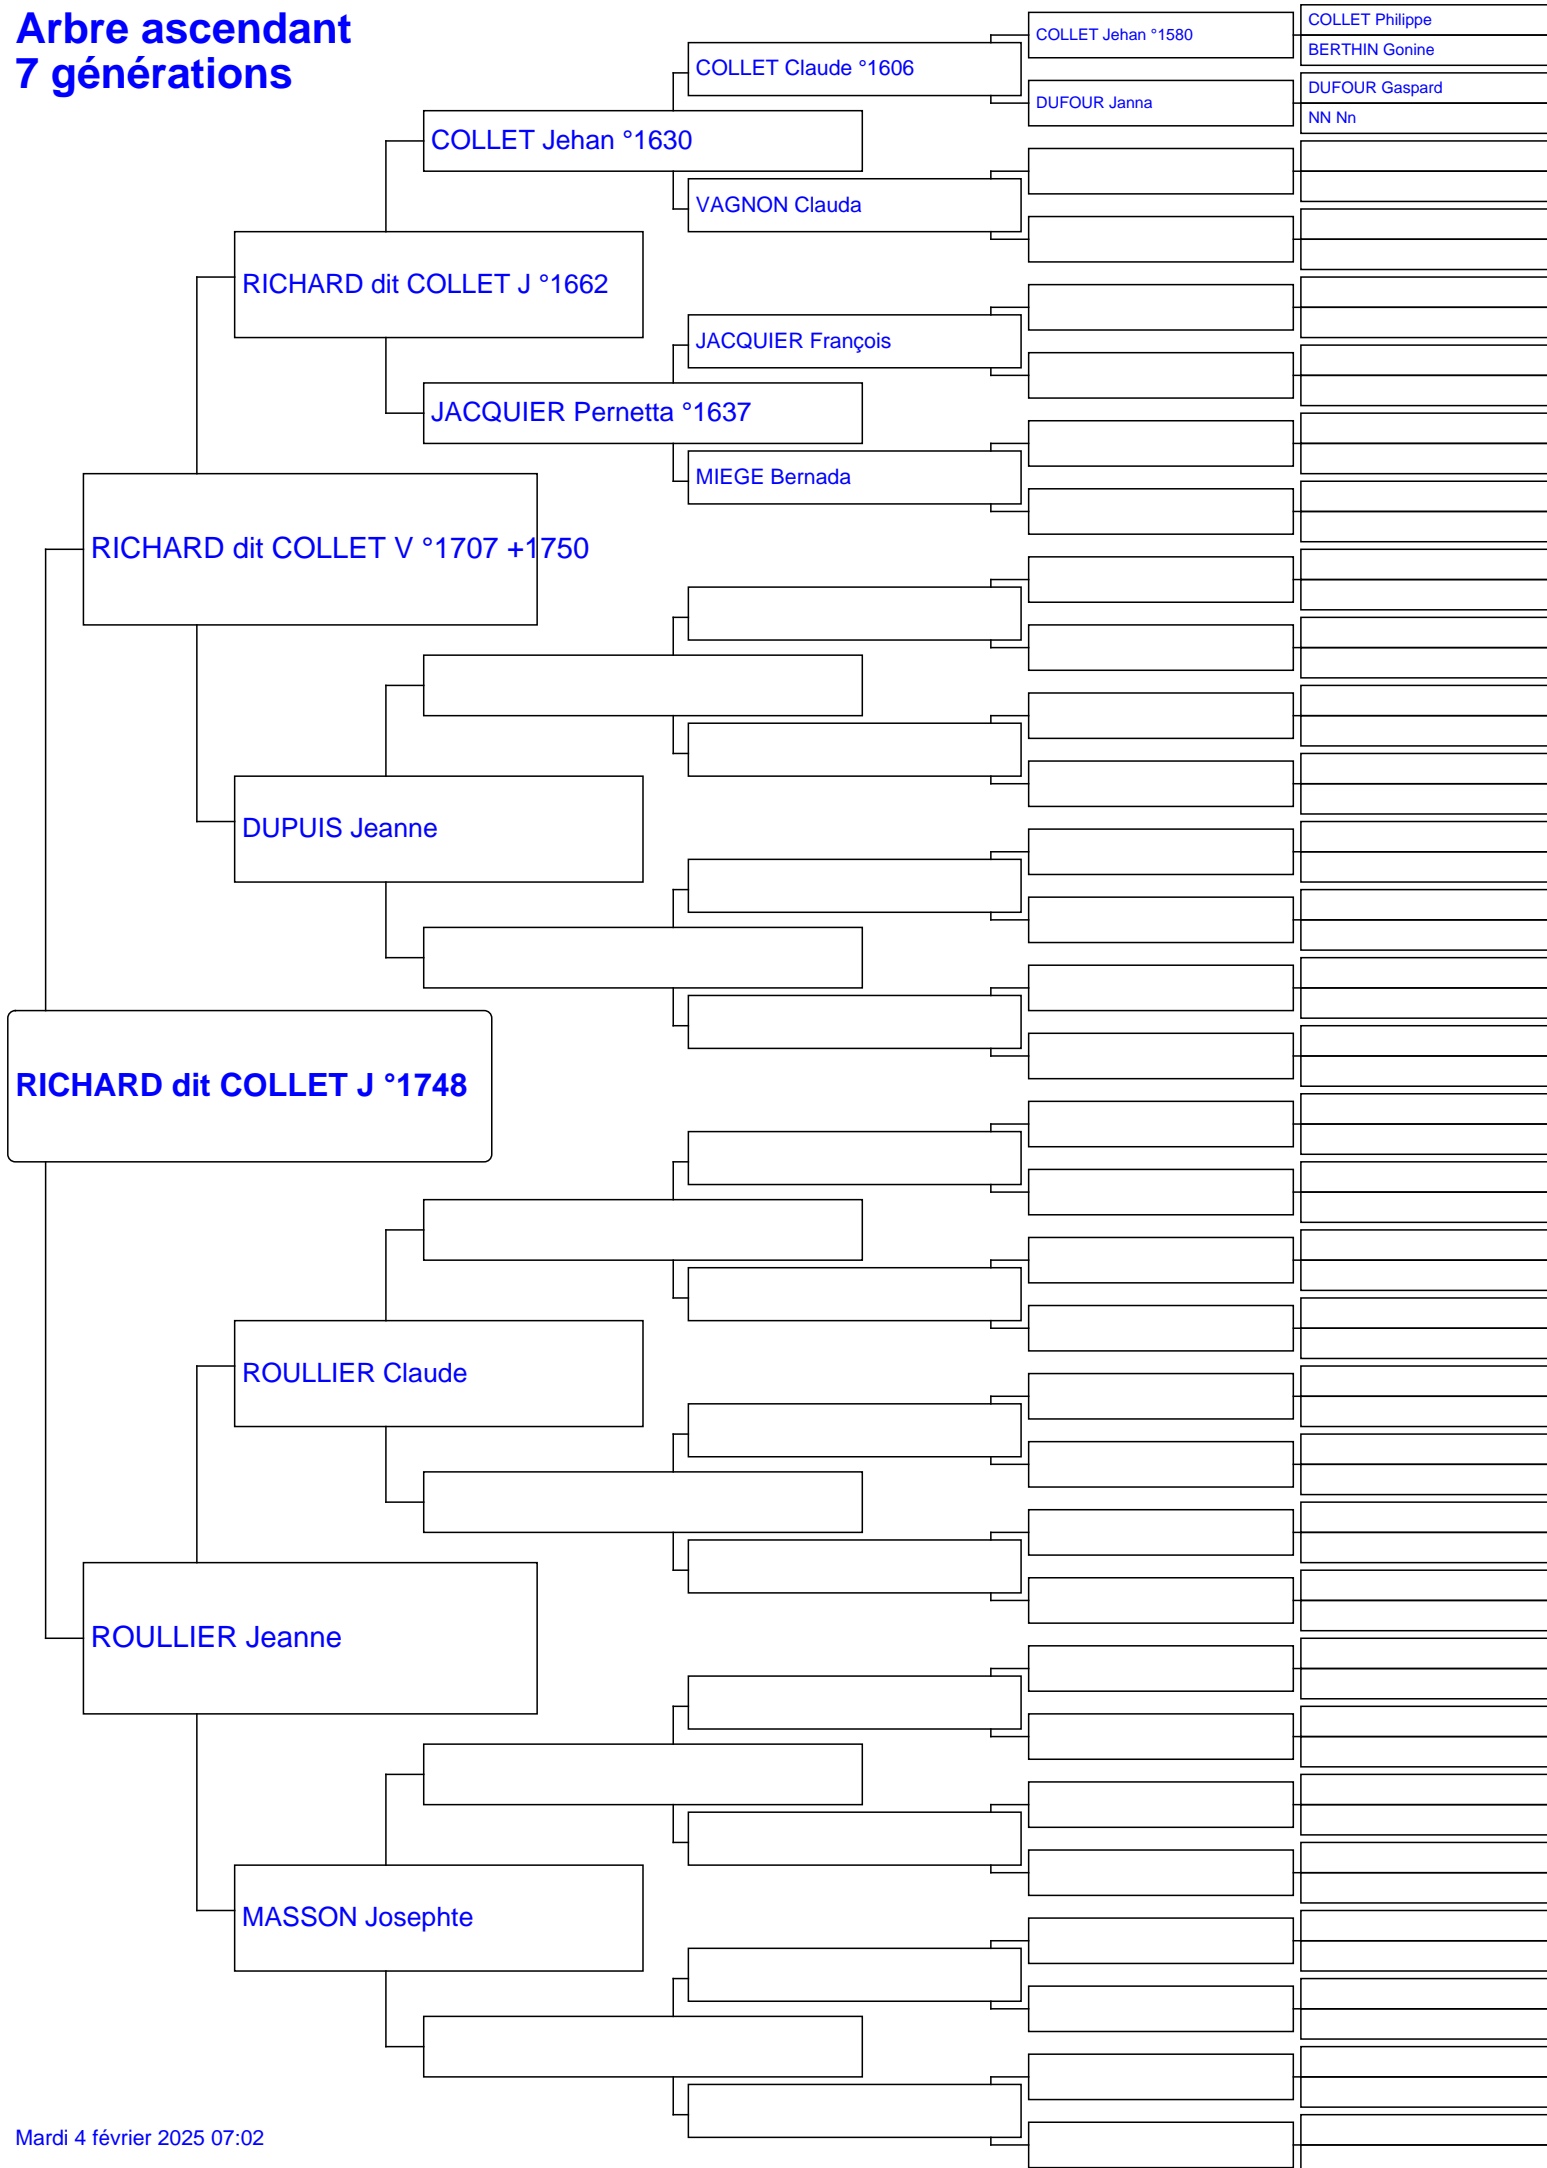 Arbre ascendant
7 générations
COLLET Philippe
COLLET Jehan °1580
BERTHIN Gonine
COLLET Claude °1606
DUFOUR Gaspard
DUFOUR Janna
NN Nn
COLLET Jehan °1630
VAGNON Clauda
RICHARD dit COLLET J °1662
JACQUIER François
JACQUIER Pernetta °1637
MIEGE Bernada
RICHARD dit COLLET V °1707 +1750
DUPUIS Jeanne
RICHARD dit COLLET J °1748
ROULLIER Claude
ROULLIER Jeanne
MASSON Josephte
Mardi 4 février 2025 07:02